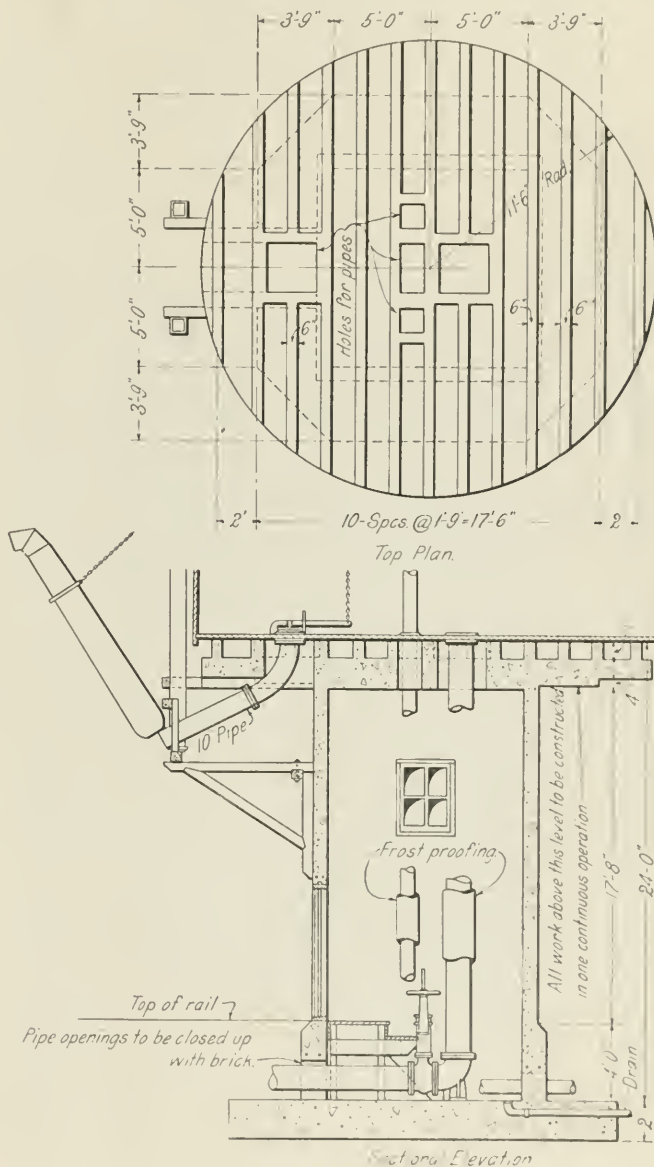 3'-9" 5'-0" 5'-0" 3'-9"
3'-9"
5'-0"
5'-0"
3'-9"
11'-6" Rad.
Holes for pipes
6"
6"
6"
2' 10-Spcs. @ 1'-9"=17'-6" 2
Top Plan.
10" Pipe
4
Frost proofing
All work above this level to be constructed
in one continuous operation
17'-8"
24'-0"
Top of rail
Pipe openings to be closed up
with brick.
4'-0"
Drain
2
Sectional Elevation